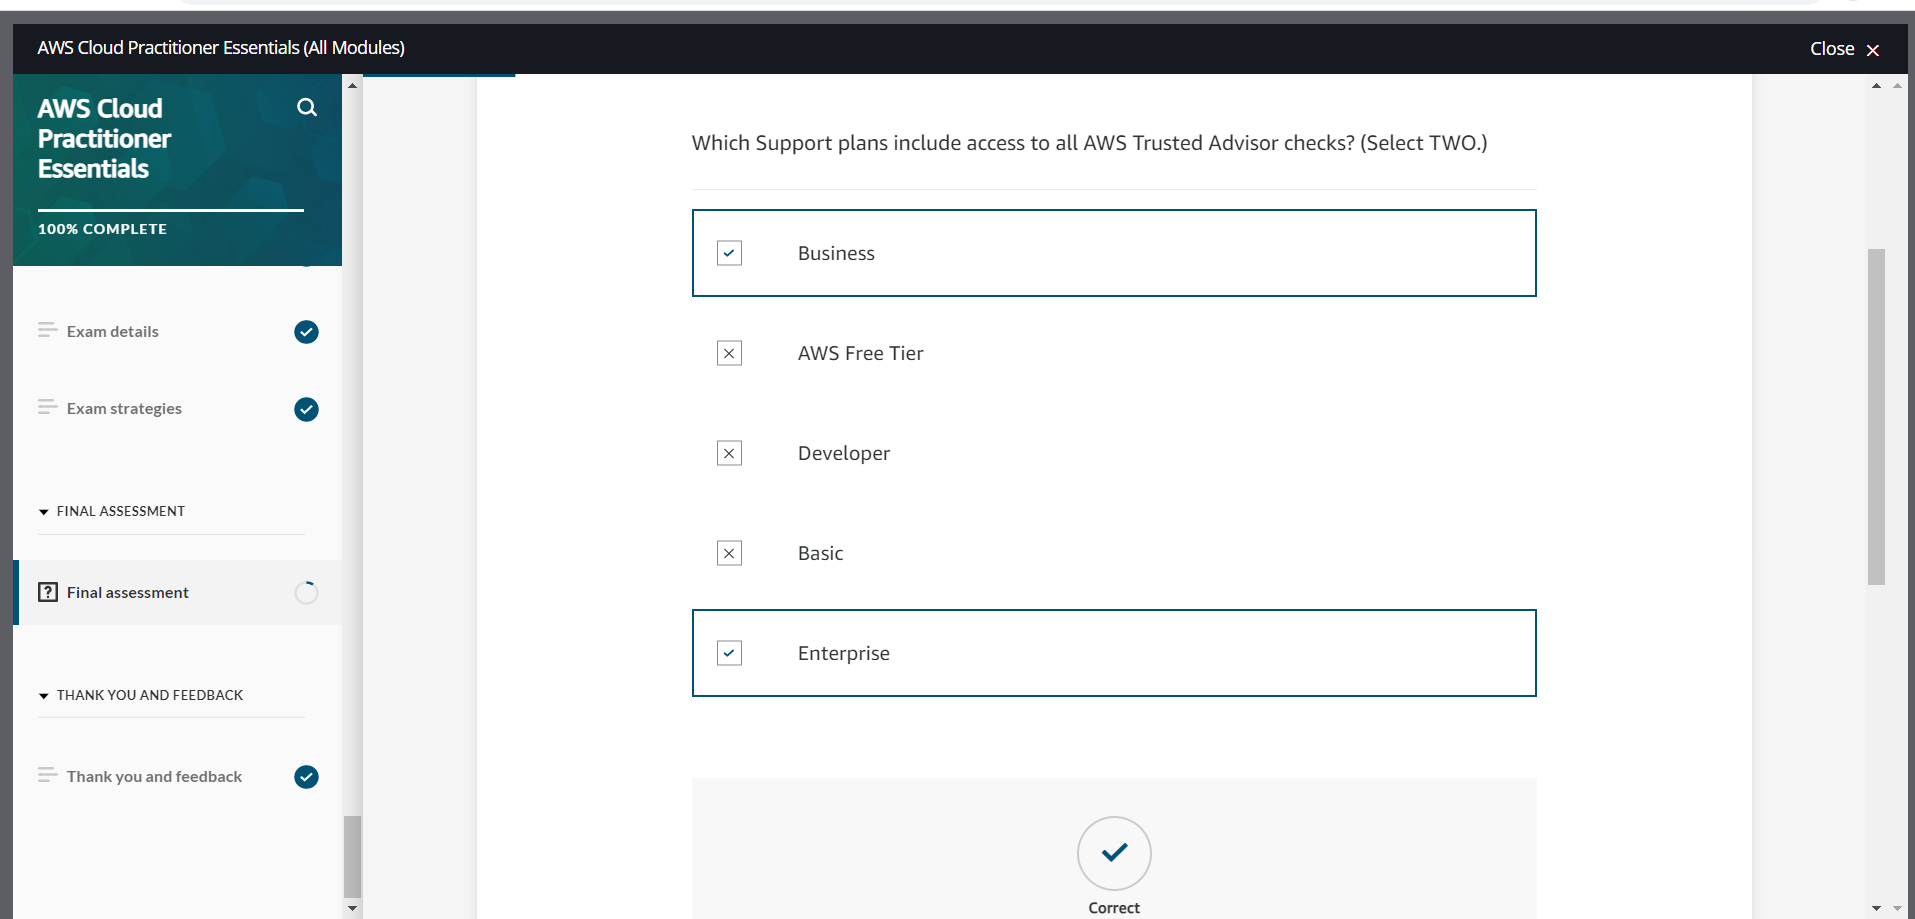 AWS Cloud Practitioner Essentials (All Modules)
Close
AWS Cloud
Practitioner
Essentials
100% COMPLETE
Exam details
Exam strategies
FINAL ASSESSMENT
Final assessment
THANK YOU AND FEEDBACK
Thank you and feedback
Which Support plans include access to all AWS Trusted Advisor checks? (Select TWO.)
Business
AWS Free Tier
Developer
Basic
Enterprise
Correct